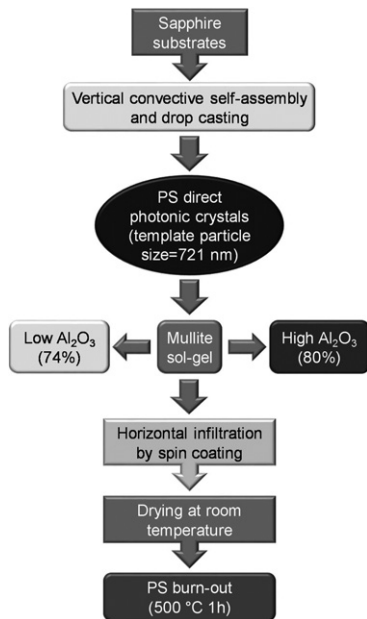 Sapphire
substrates
Vertical convective self-assembly
and drop casting
PS direct
photonic crystals
(template particle
size=721 nm)
Low Al₂O₃
(74%)
Mullite
sol-gel
High Al₂O₃
(80%)
Horizontal infiltration
by spin coating
Drying at room
temperature
PS burn-out
(500 °C 1h)